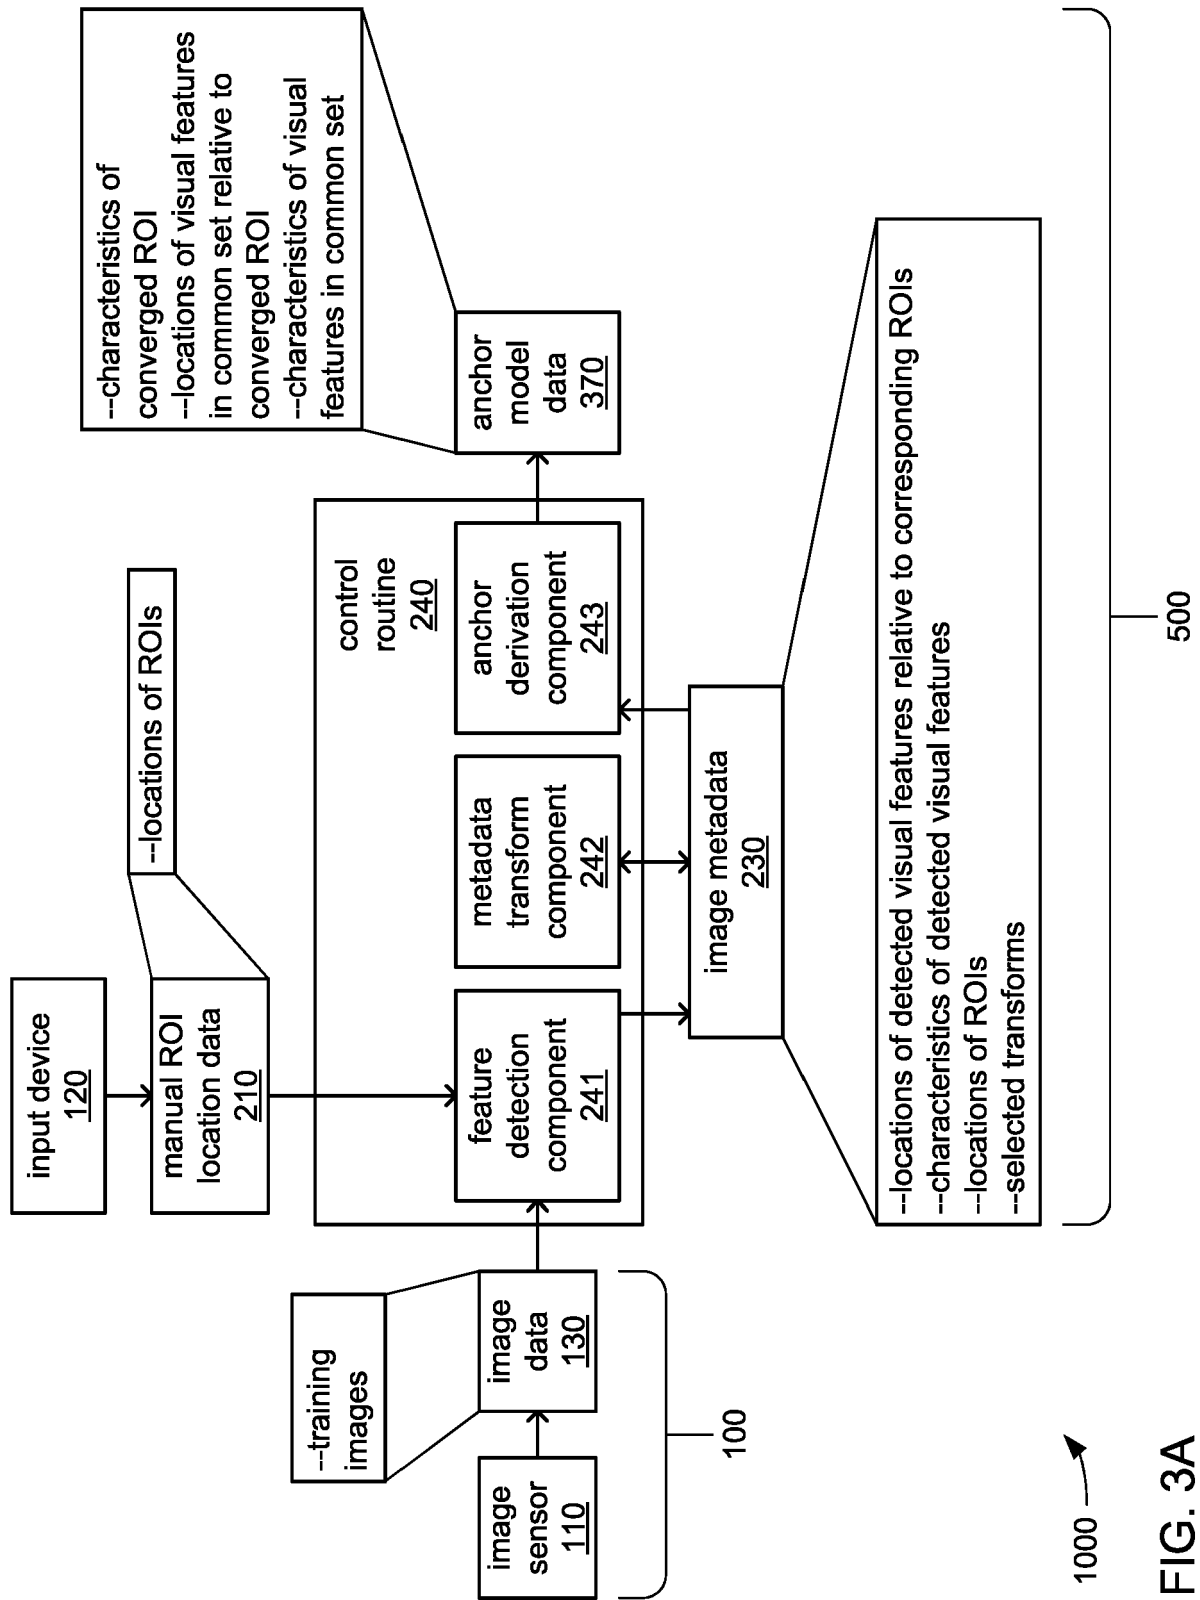 input device
120
manual ROI
location data
210
--locations of ROIs
--training
images
image
sensor
110
image
data
130
100
control
routine
240
feature
detection
component
241
metadata
transform
component
242
anchor
derivation
component
243
anchor
model
data
370
--characteristics of
converged ROI
--locations of visual features
in common set relative to
converged ROI
--characteristics of visual
features in common set
image metadata
230
--locations of detected visual features relative to corresponding ROIs
--characteristics of detected visual features
--locations of ROIs
--selected transforms
500
1000
FIG. 3A